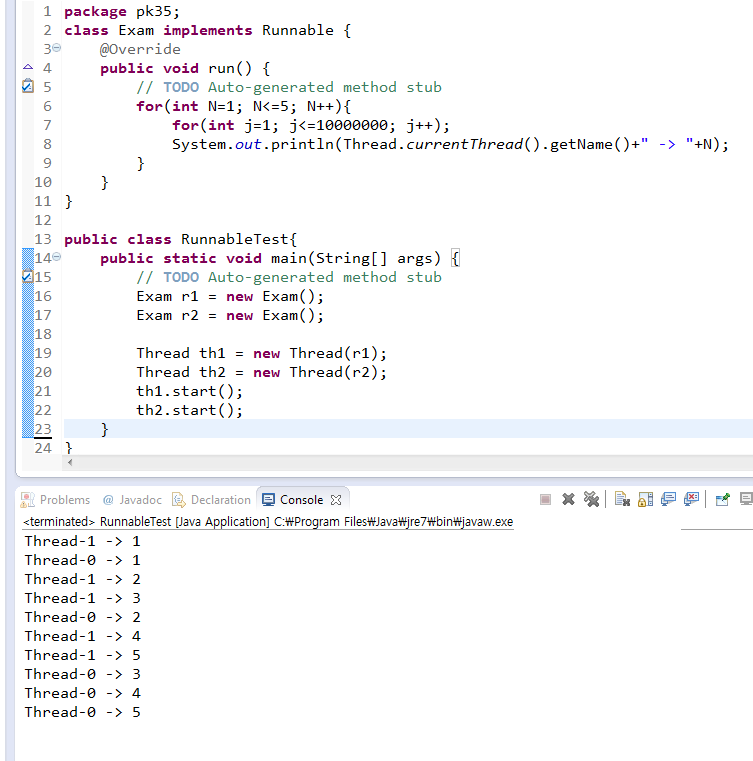 1 package pk35;
2 class Exam implements Runnable {
3 @Override
4 public void run() {
5 // TODO Auto-generated method stub
6 for(int N=1; N<=5; N++){
7 for(int j=1; j<=10000000; j++);
8 System.out.println(Thread.currentThread().getName()+" -> "+N);
9 }
10 }
11 }
12
13 public class RunnableTest{
14 public static void main(String[] args) {
15 // TODO Auto-generated method stub
16 Exam r1 = new Exam();
17 Exam r2 = new Exam();
18
19 Thread th1 = new Thread(r1);
20 Thread th2 = new Thread(r2);
21 th1.start();
22 th2.start();
23 }
24 }
Problems @ Javadoc Declaration Console
<terminated> RunnableTest [Java Application] C:₩Program Files₩Java₩jre7₩bin₩javaw.exe
Thread-1 -> 1
Thread-0 -> 1
Thread-1 -> 2
Thread-1 -> 3
Thread-0 -> 2
Thread-1 -> 4
Thread-1 -> 5
Thread-0 -> 3
Thread-0 -> 4
Thread-0 -> 5